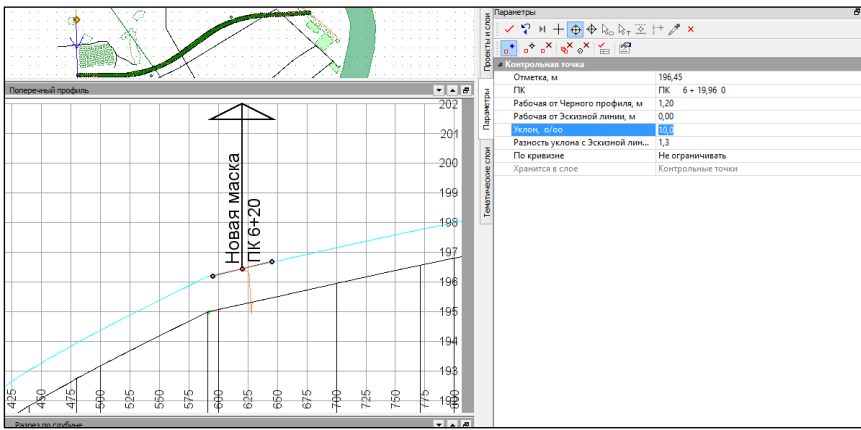 Параметры
Проекты и слои
Параметры
Тематические слои
Контрольная точка
Отметка, м 196,45
ПК ПК 6 + 19,96 0
Рабочая от Черного профиля, м 1,20
Рабочая от Эскизной линии, м 0,00
Уклон, о/оо 10,0
Разность уклона с Эскизной лин... 1,3
По кривизне Не ограничивать
Хранится в слое Контрольные точки
Поперечный профиль
202
201
200
199
198
197
196
195
194
193
Новая маска
ПК 6+20
425 450 475 500 525 550 575 600 625 650 675 700 725 750 775
Разрез по глубине